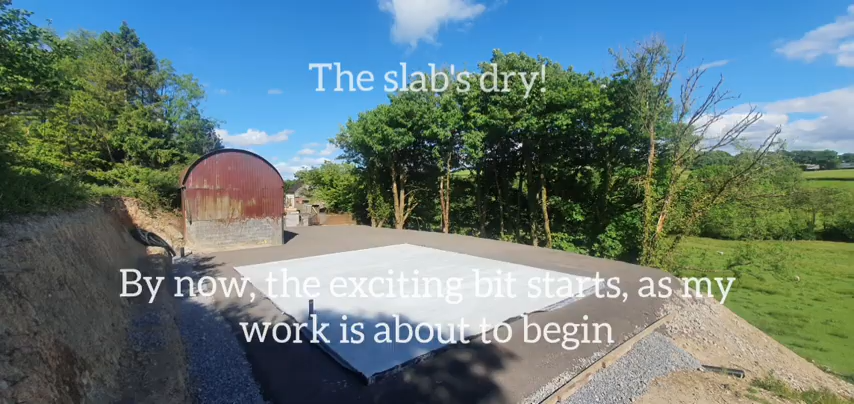 The slab's dry!
By now, the exciting bit starts, as my
work is about to begin